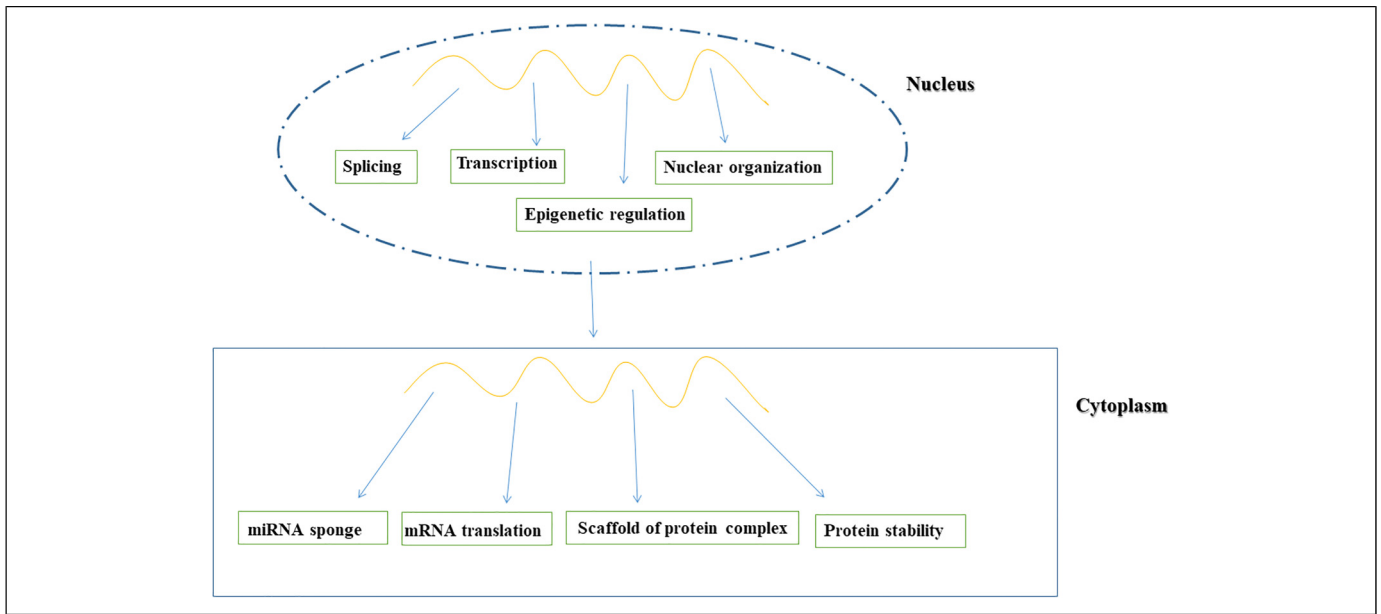 Nucleus
Splicing
Transcription
Nuclear organization
Epigenetic regulation
Cytoplasm
miRNA sponge
mRNA translation
Scaffold of protein complex
Protein stability